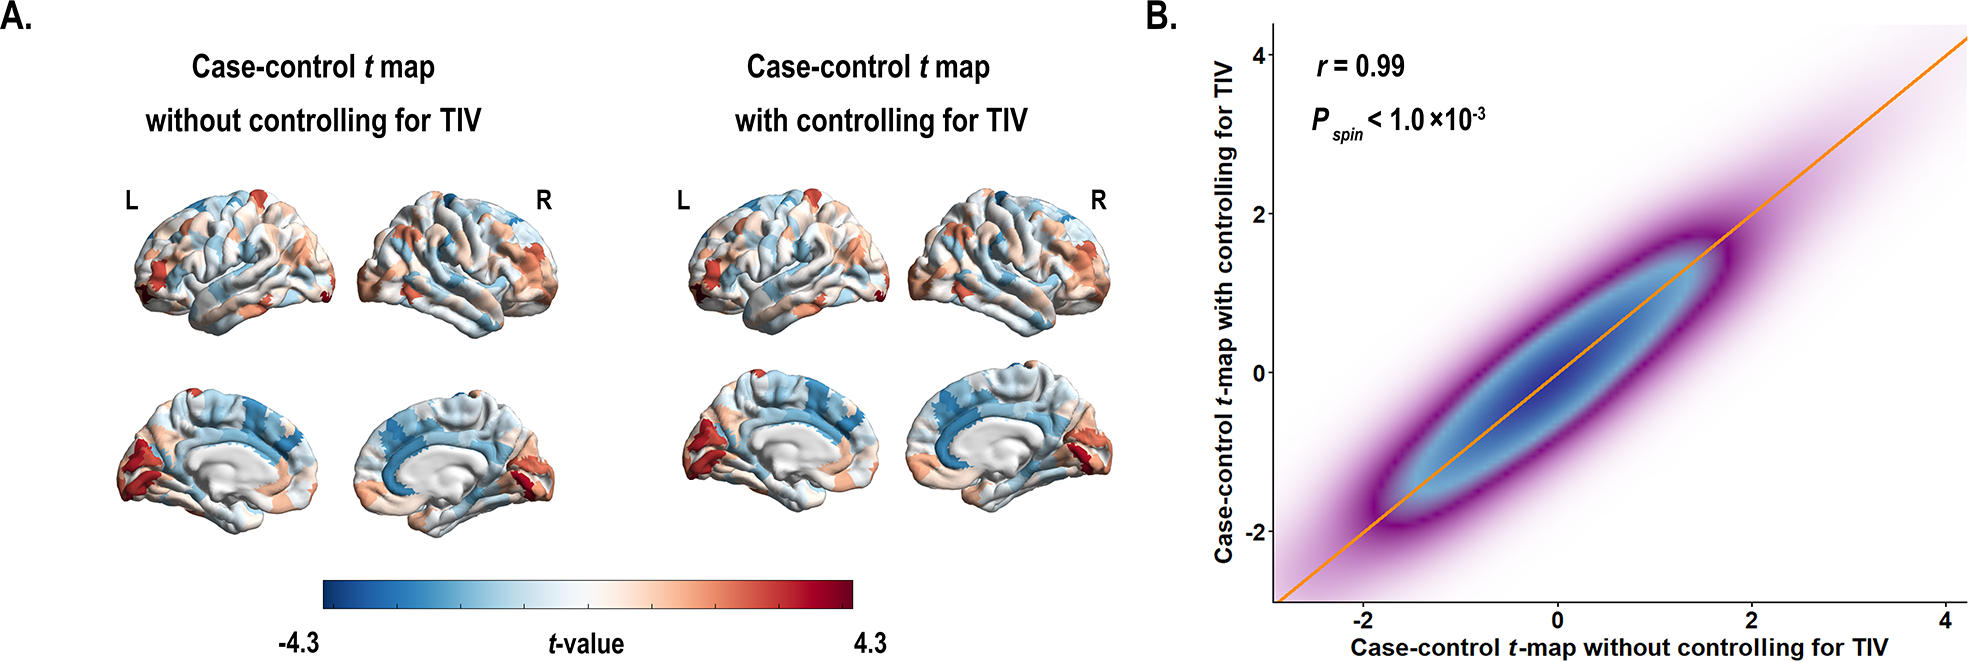 A.
Case-control t map
without controlling for TIV
L
R
Case-control t map
with controlling for TIV
L
R
-4.3
t-value
4.3
B.
r = 0.99
P spin < 1.0 ×10-3
Case-control t-map with controlling for TIV
4
2
0
-2
-2
0
2
4
Case-control t-map without controlling for TIV